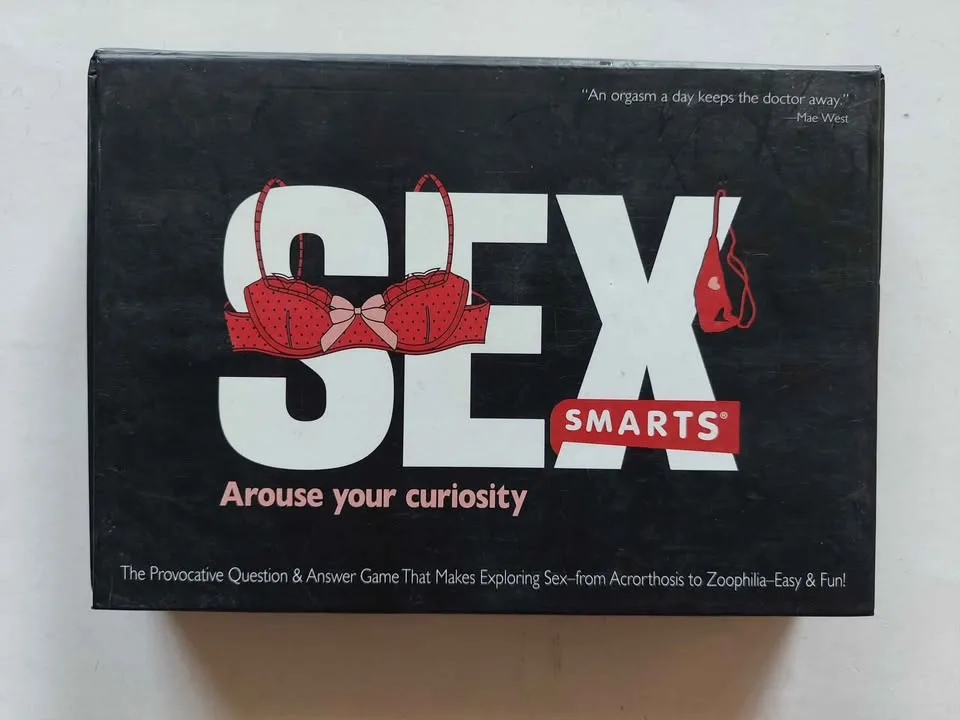 "An orgasm a day keeps the doctor away."
—Mae West
SEX
SMARTS®
Arouse your curiosity
The Provocative Question & Answer Game That Makes Exploring Sex–from Acrorthosis to Zoophilia–Easy & Fun!